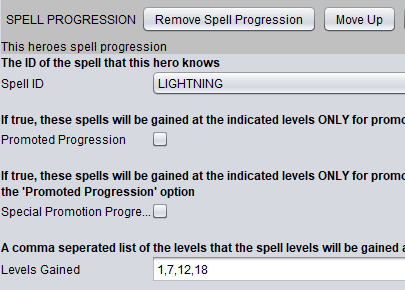 SPELL PROGRESSION Remove Spell Progression Move Up
This heroes spell progression
The ID of the spell that this hero knows
Spell ID LIGHTNING
If true, these spells will be gained at the indicated levels ONLY for promo
Promoted Progression
If true, these spells will be gained at the indicated levels ONLY for promo
the 'Promoted Progression' option
Special Promotion Progre...
A comma seperated list of the levels that the spell levels will be gained a
Levels Gained 1,7,12,18